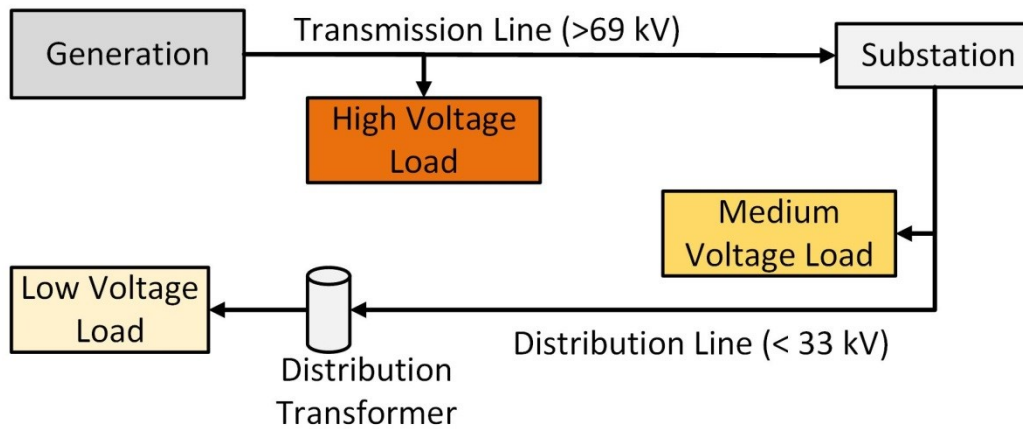 Generation
Transmission Line (>69 kV)
Substation
High Voltage
Load
Medium
Voltage Load
Low Voltage
Load
Distribution Line (< 33 kV)
Distribution
Transformer